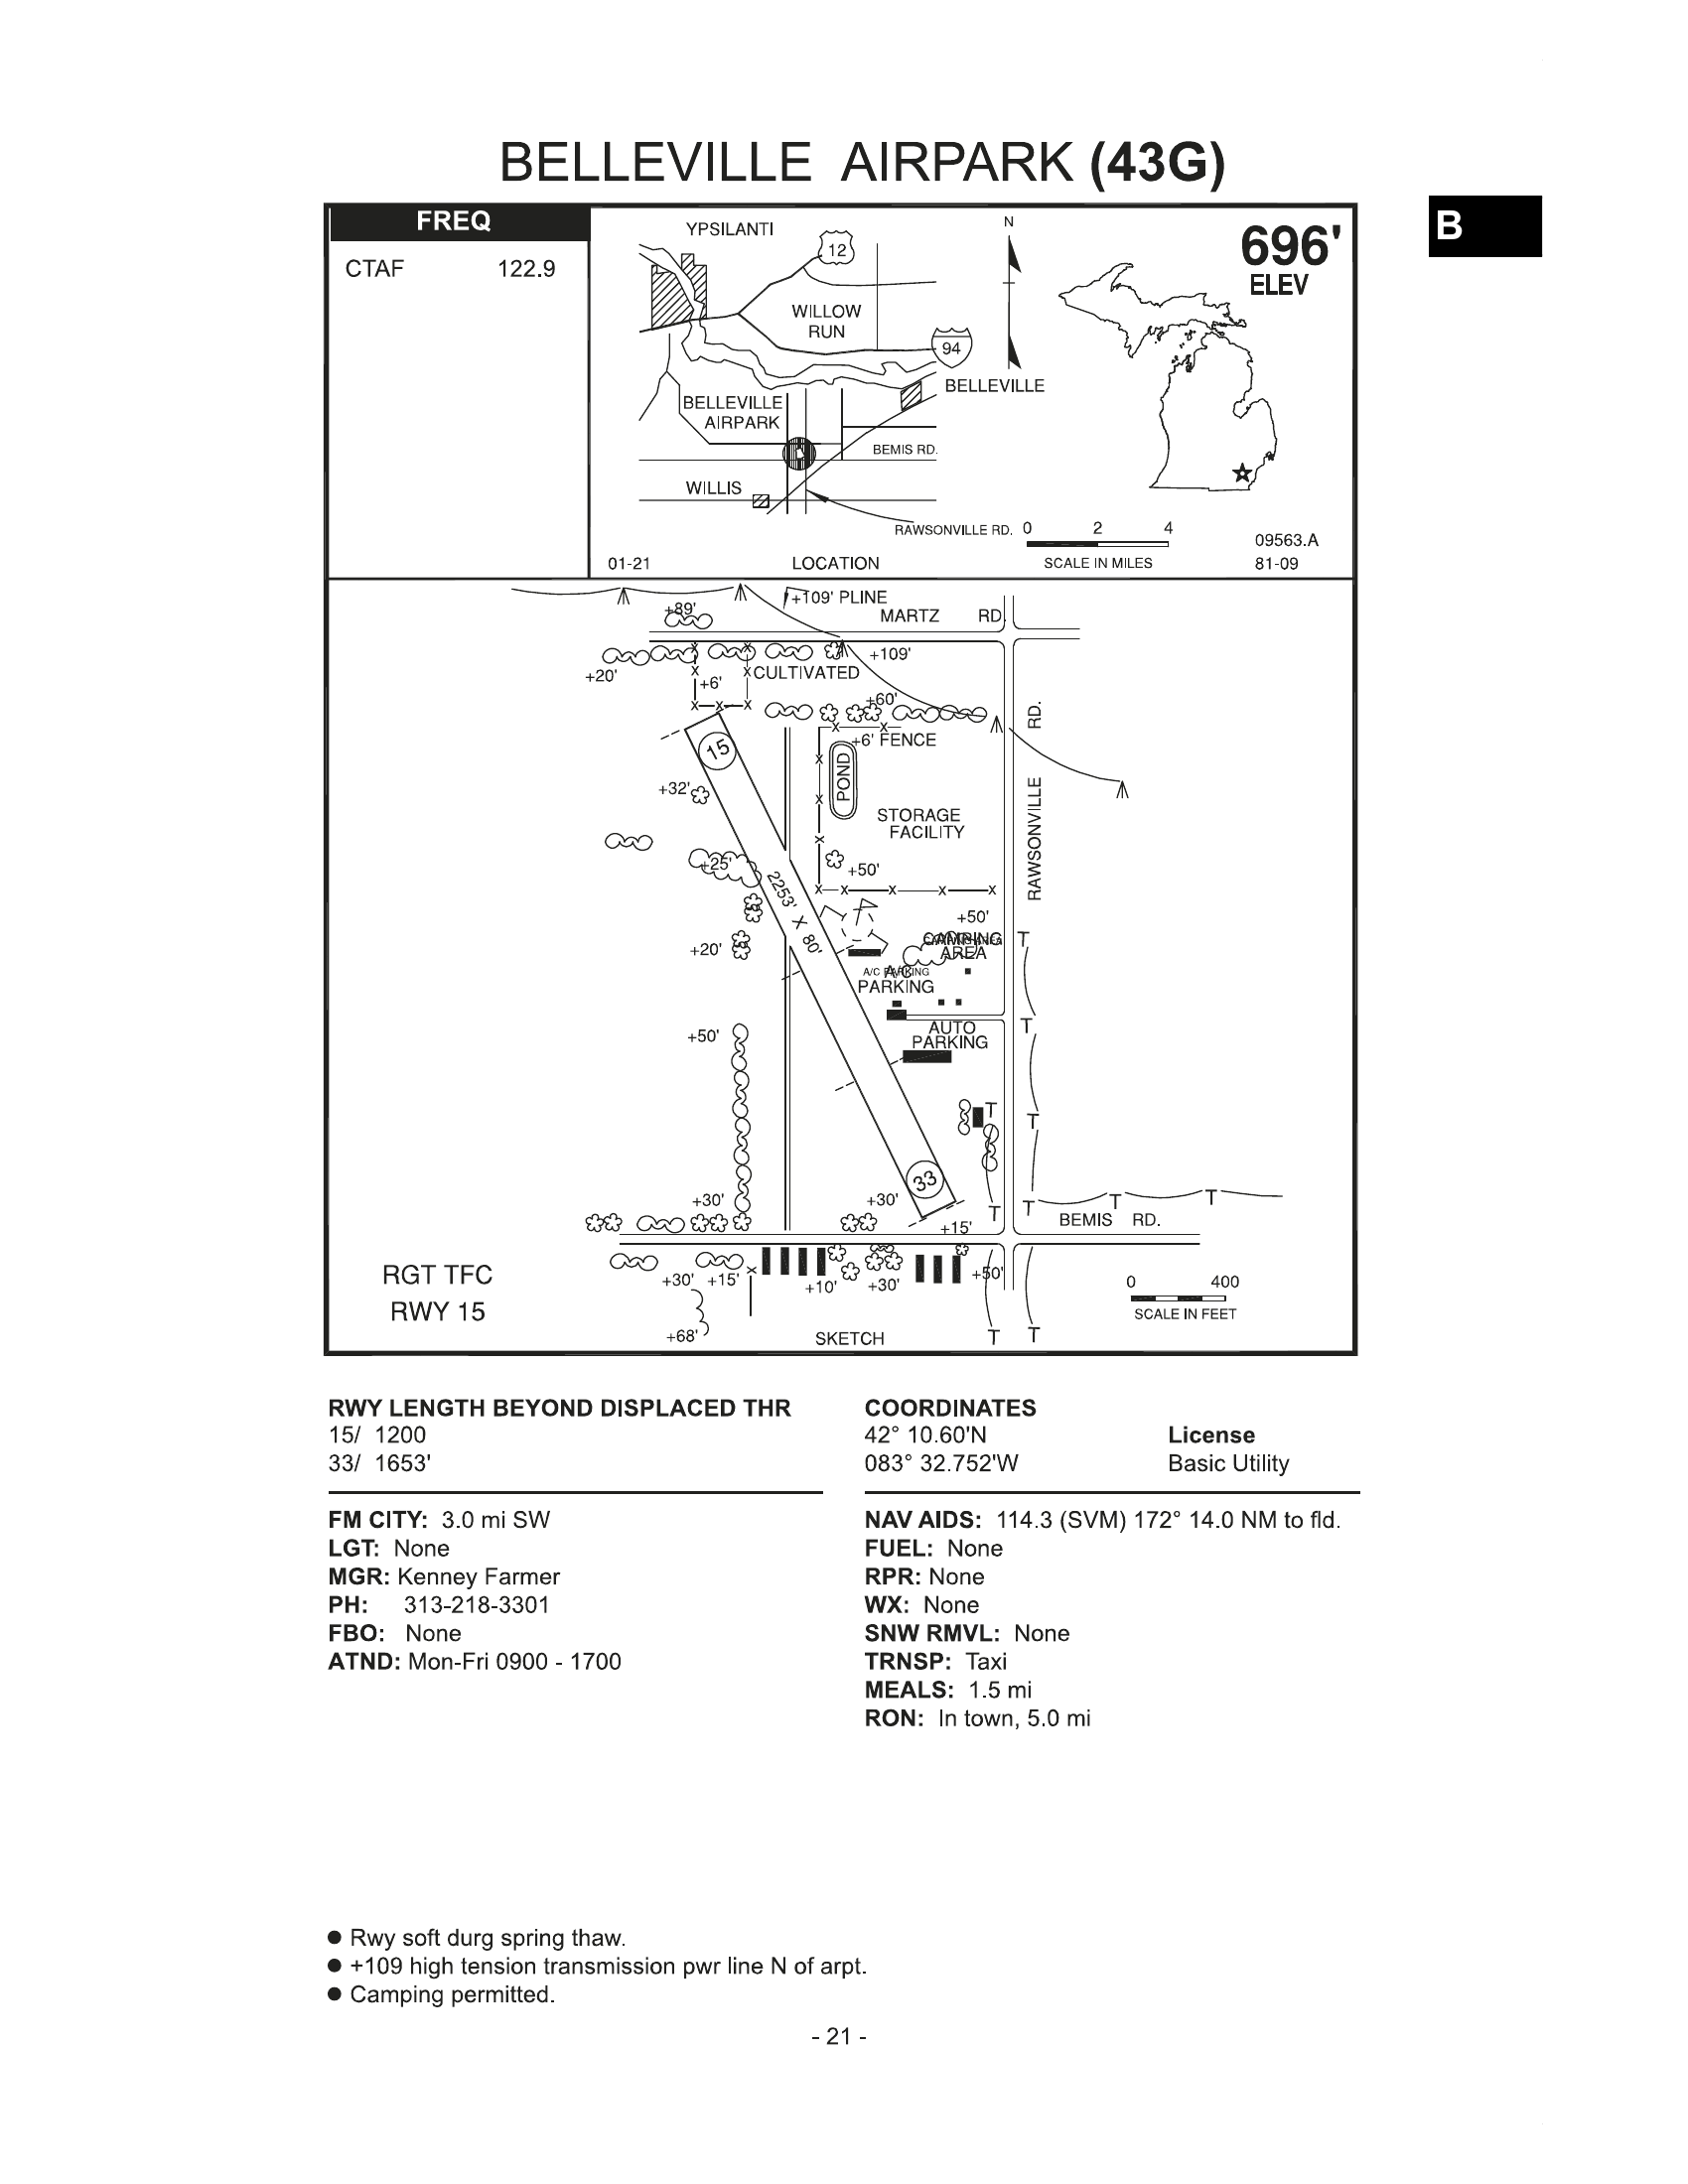 BELLEVILLE AIRPARK (43G)
B
FREQ
CTAF 122.9
YPSILANTI
12
WILLOW
RUN
94
BELLEVILLE
BELLEVILLE
AIRPARK
BEMIS RD.
WILLIS
RAWSONVILLE RD.
N
696'
ELEV
0 2 4
SCALE IN MILES
09563.A
81-09
01-21
LOCATION
+109' PLINE
+89'
MARTZ RD.
+20'
+109'
+6'
CULTIVATED
+60'
+6' FENCE
15
POND
RD.
+32'
STORAGE
FACILITY
RAWSONVILLE
+25'
+50'
2253' X 80'
+50'
+20'
CAMPING
AREA
A/C PARKING
A/C
PARKING
T
+50'
AUTO
PARKING
T
T
T
33
+30'
+30'
+15'
T
T
T
T
BEMIS RD.
RGT TFC
RWY 15
+30' +15'
+10'
+30'
+50'
0 400
SCALE IN FEET
+68'
SKETCH
T
T
RWY LENGTH BEYOND DISPLACED THR
15/ 1200
33/ 1653'
COORDINATES
42° 10.60'N
083° 32.752'W
License
Basic Utility
FM CITY: 3.0 mi SW
LGT: None
MGR: Kenney Farmer
PH: 313-218-3301
FBO: None
ATND: Mon-Fri 0900 - 1700
NAV AIDS: 114.3 (SVM) 172° 14.0 NM to fld.
FUEL: None
RPR: None
WX: None
SNW RMVL: None
TRNSP: Taxi
MEALS: 1.5 mi
RON: In town, 5.0 mi
● Rwy soft durg spring thaw.
● +109 high tension transmission pwr line N of arpt.
● Camping permitted.
- 21 -